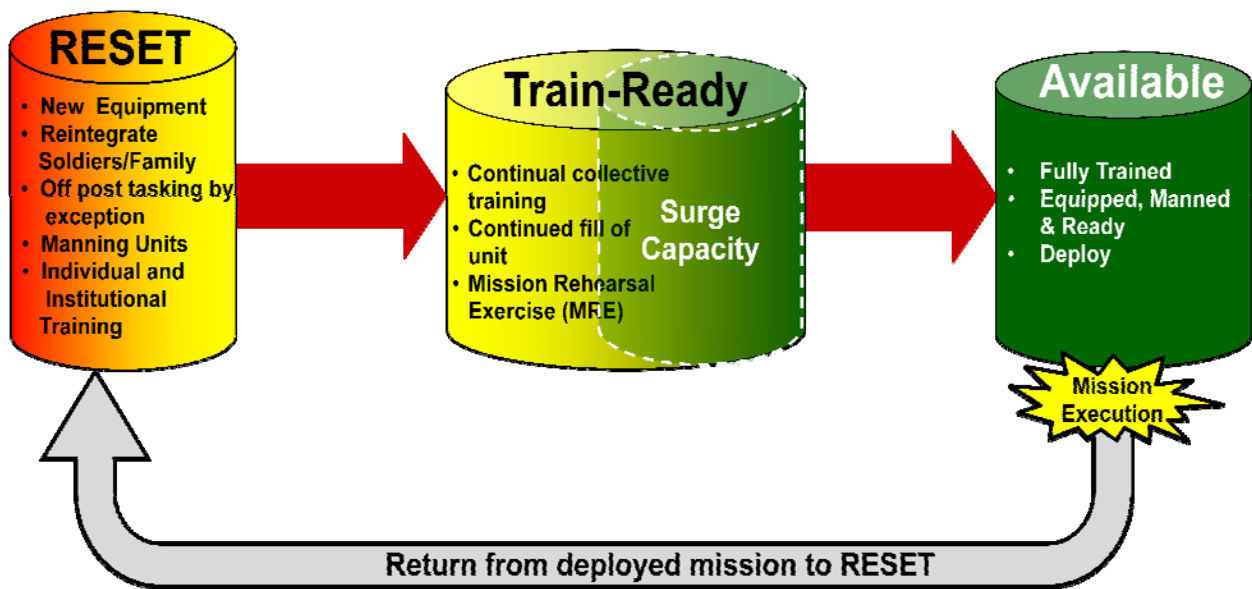 RESET
• New Equipment
• Reintegrate
Soldiers/Family
• Off post tasking by
exception
• Manning Units
• Individual and
Institutional
Training
Train-Ready
• Continual collective
training
• Continued fill of
unit
• Mission Rehearsal
Exercise (MRE)
Surge
Capacity
Available
• Fully Trained
• Equipped, Manned
& Ready
• Deploy
Mission
Execution
Return from deployed mission to RESET